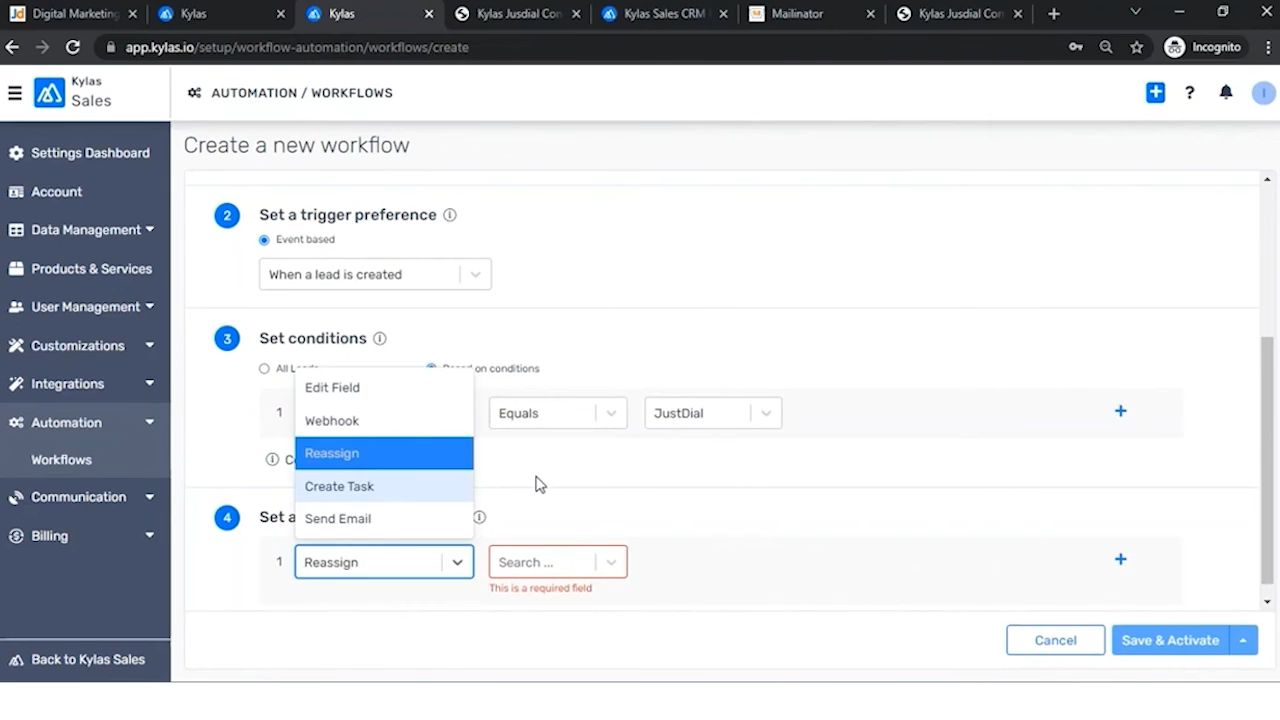 Digital Marketing
Kylas
Kylas
Kylas Jusdial Con
Kylas Sales CRM
Mailinator
Kylas Jusdial Con
app.kylas.io/setup/workflow-automation/workflows/create
Incognito
Kylas
Sales
AUTOMATION / WORKFLOWS
I
Settings Dashboard
Account
Data Management
Products & Services
User Management
Customizations
Integrations
Automation
Workflows
Communication
Billing
Back to Kylas Sales
Create a new workflow
2
Set a trigger preference
Event based
When a lead is created
3
Set conditions
All L
on conditions
1
Equals
JustDial
C
Edit Field
Webhook
Reassign
Create Task
Send Email
4
Set a
1
Reassign
Search ...
This is a required field
Cancel
Save & Activate